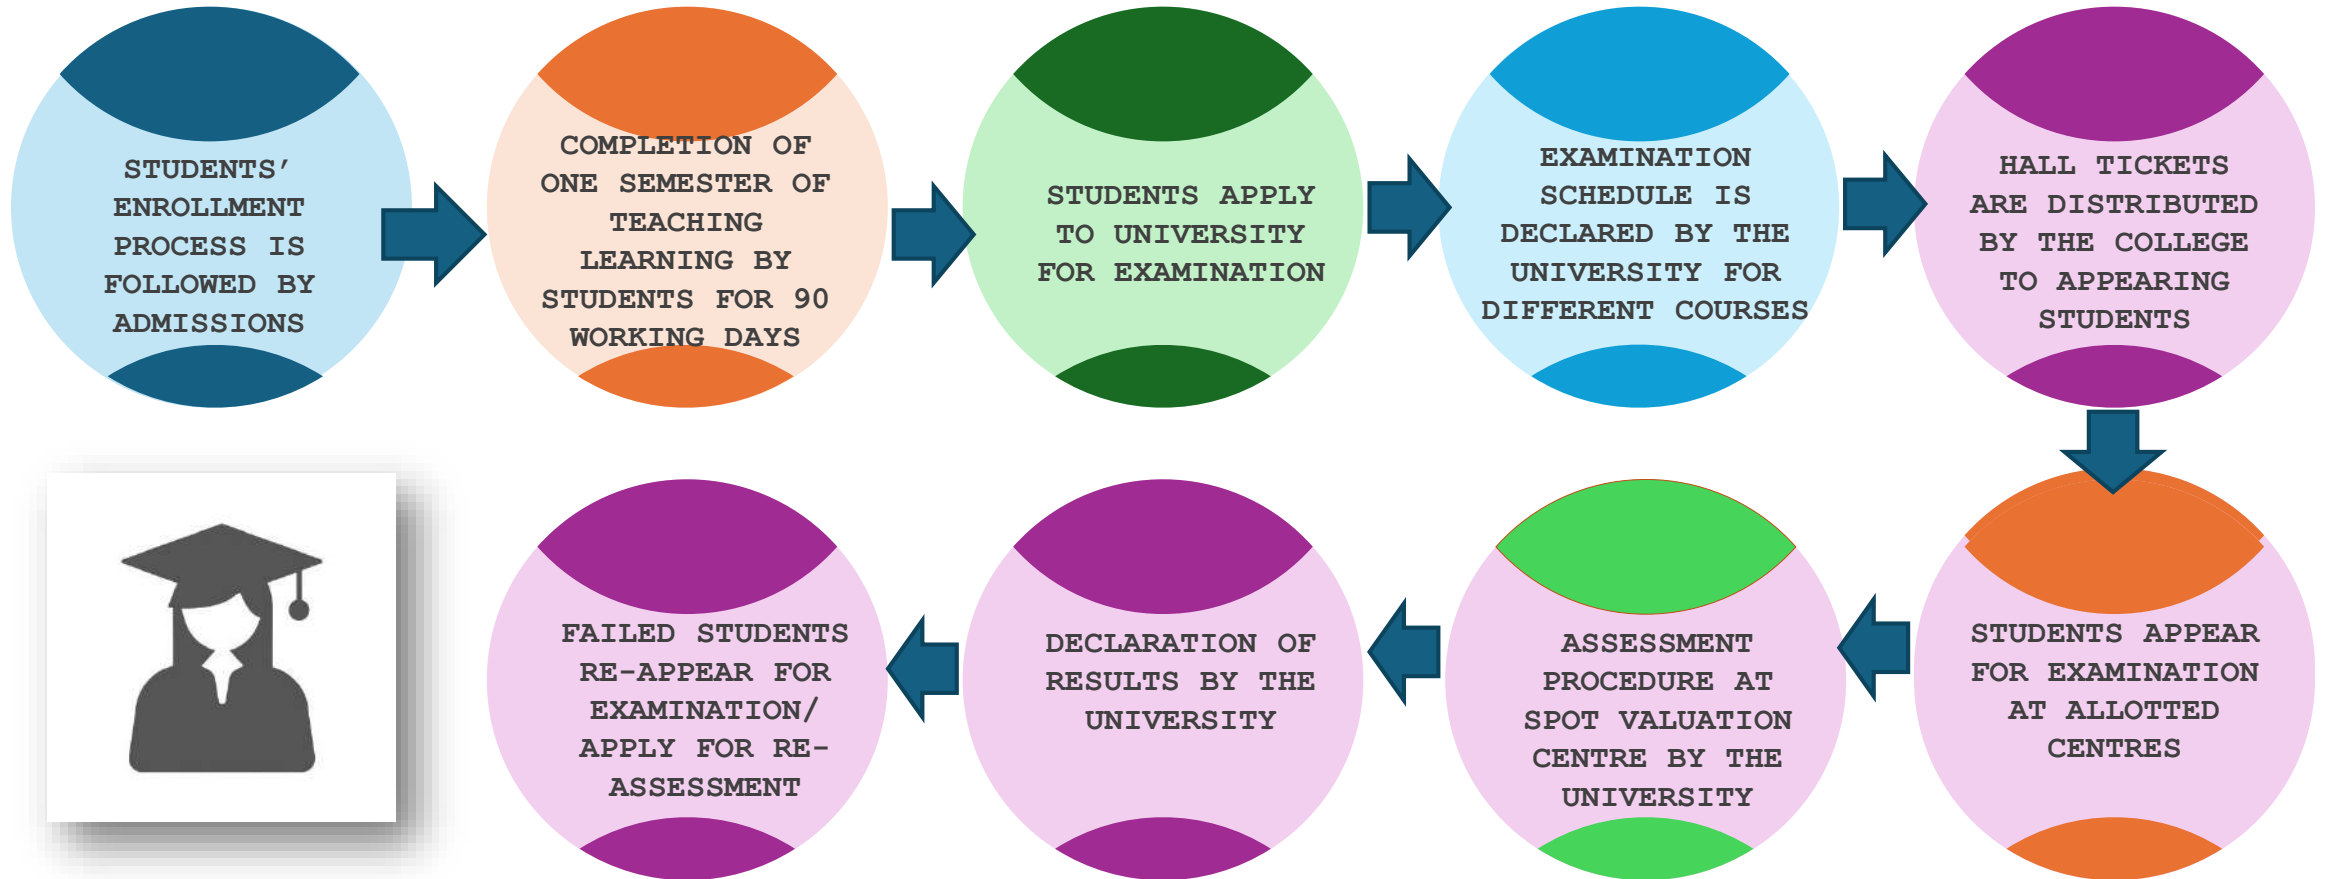 STUDENTS’
ENROLLMENT
PROCESS IS
FOLLOWED BY
ADMISSIONS
COMPLETION OF
ONE SEMESTER OF
TEACHING
LEARNING BY
STUDENTS FOR 90
WORKING DAYS
STUDENTS APPLY
TO UNIVERSITY
FOR EXAMINATION
EXAMINATION
SCHEDULE IS
DECLARED BY THE
UNIVERSITY FOR
DIFFERENT COURSES
HALL TICKETS
ARE DISTRIBUTED
BY THE COLLEGE
TO APPEARING
STUDENTS
STUDENTS APPEAR
FOR EXAMINATION
AT ALLOTTED
CENTRES
ASSESSMENT
PROCEDURE AT
SPOT VALUATION
CENTRE BY THE
UNIVERSITY
DECLARATION OF
RESULTS BY THE
UNIVERSITY
FAILED STUDENTS
RE-APPEAR FOR
EXAMINATION/
APPLY FOR RE-
ASSESSMENT